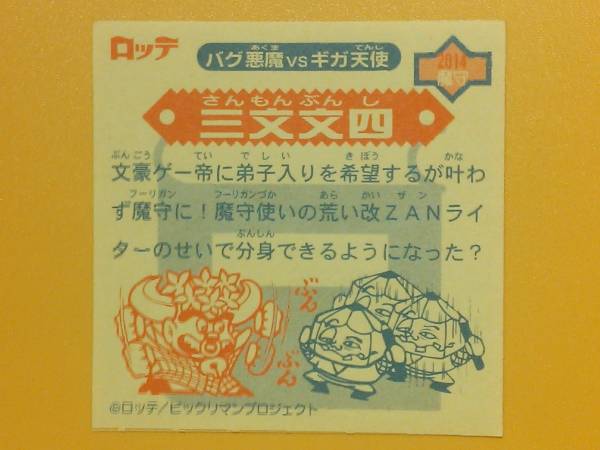 ロッテ
バグ悪魔VSギガ天使
あくま てんし
2014
魔守
さんもんぶんし
三文文四
ぶんごう てい でしい きぼう かな
文豪ゲー帝に弟子入りを希望するが叶わ
フーリガン フーリガンづか あら かい ザン
ず魔守に!魔守使いの荒い改ZANライ
ぶんしん
ターのせいで分身できるようになった?
ぶん
ぶん
©ロッテ/ビックリマンプロジェクト